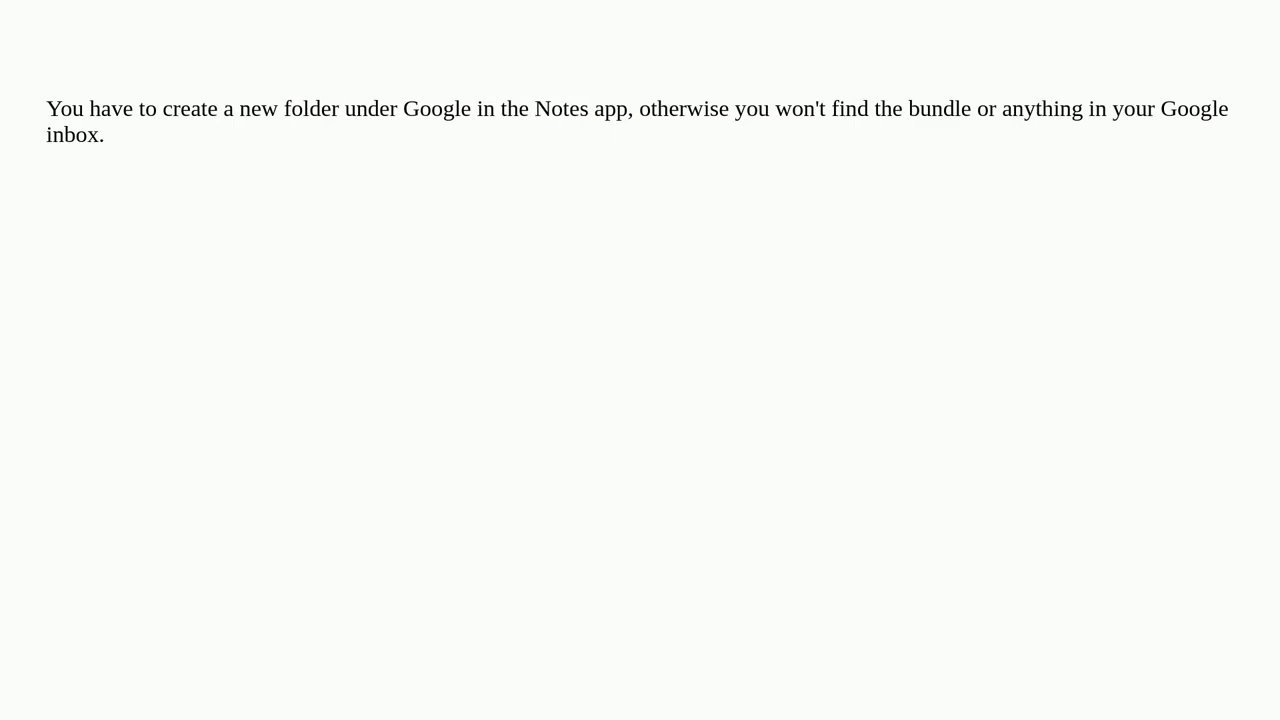 You have to create a new folder under Google in the Notes app, otherwise you won't find the bundle or anything in your Google
inbox.